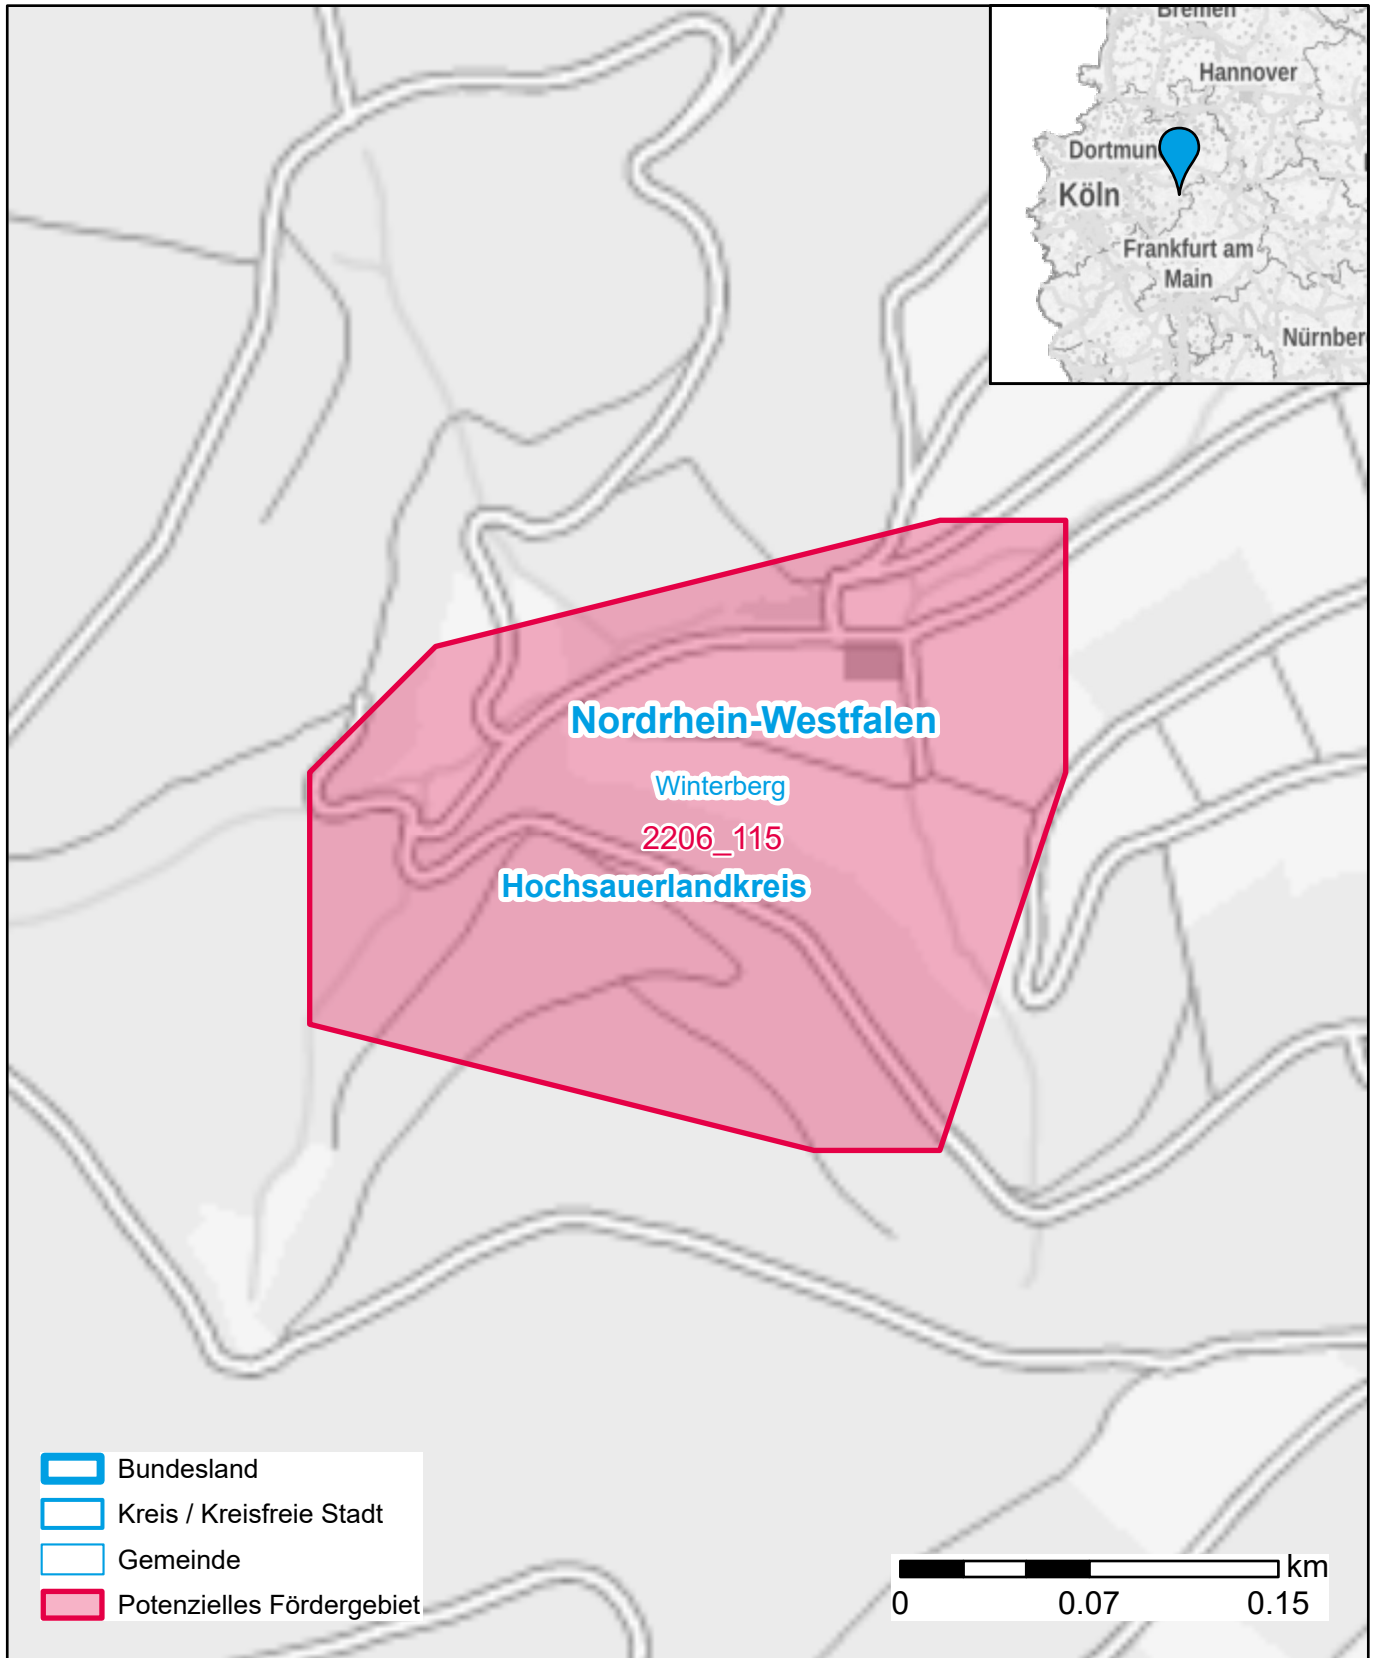 Bremen
Hannover
Dortmun
Köln
Frankfurt am
Main
Nürnber
Nordrhein-Westfalen
Winterberg
2206_115
Hochsauerlandkreis
Bundesland
Kreis / Kreisfreie Stadt
Gemeinde
Potenzielles Fördergebiet
km
0 0.07 0.15